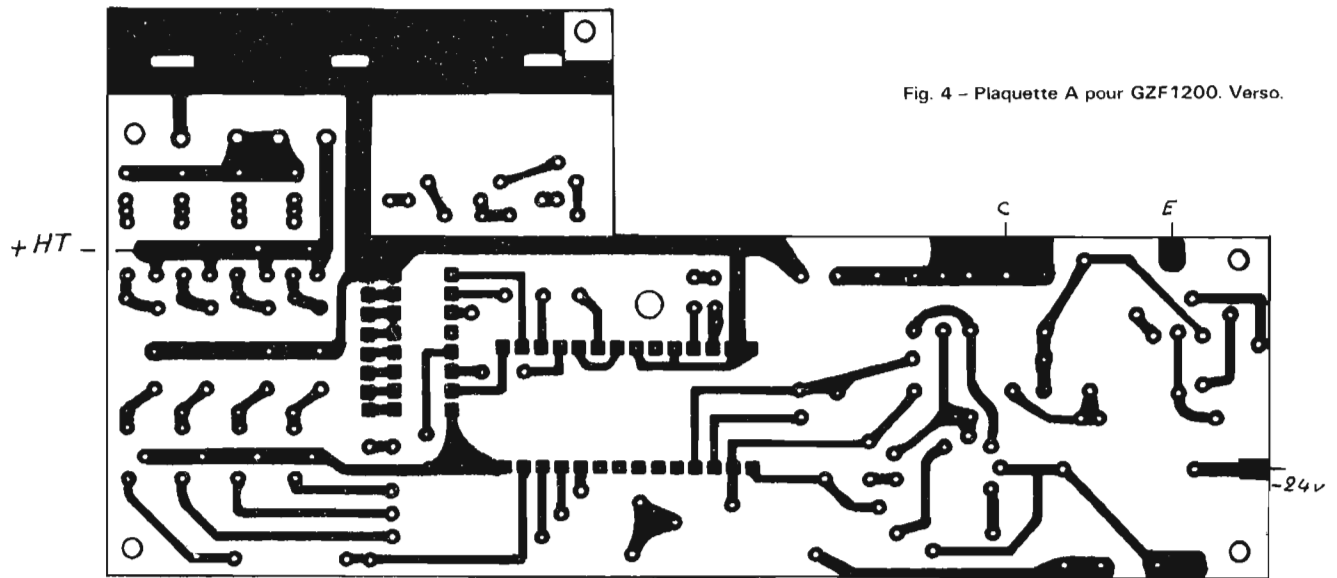 Fig. 4 – Plaquette A pour GZF1200. Verso.
C E
+HT –
-24v